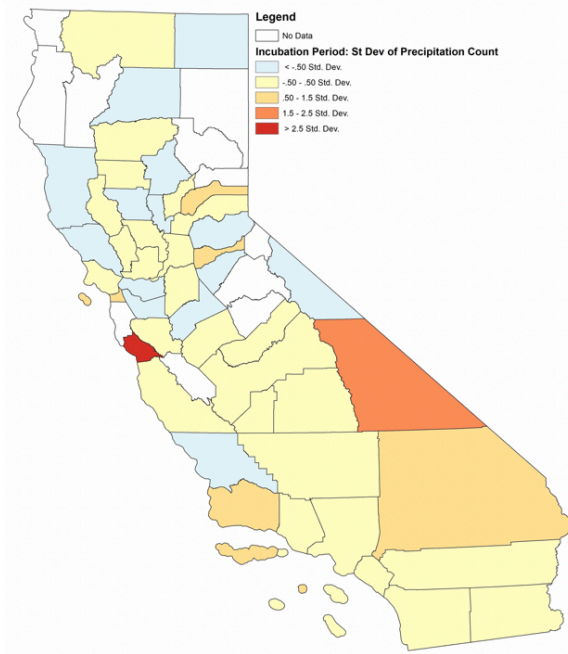 Legend
No Data
Incubation Period: St Dev of Precipitation Count
< -.50 Std. Dev.
-.50 - .50 Std. Dev.
.50 - 1.5 Std. Dev.
1.5 - 2.5 Std. Dev.
> 2.5 Std. Dev.